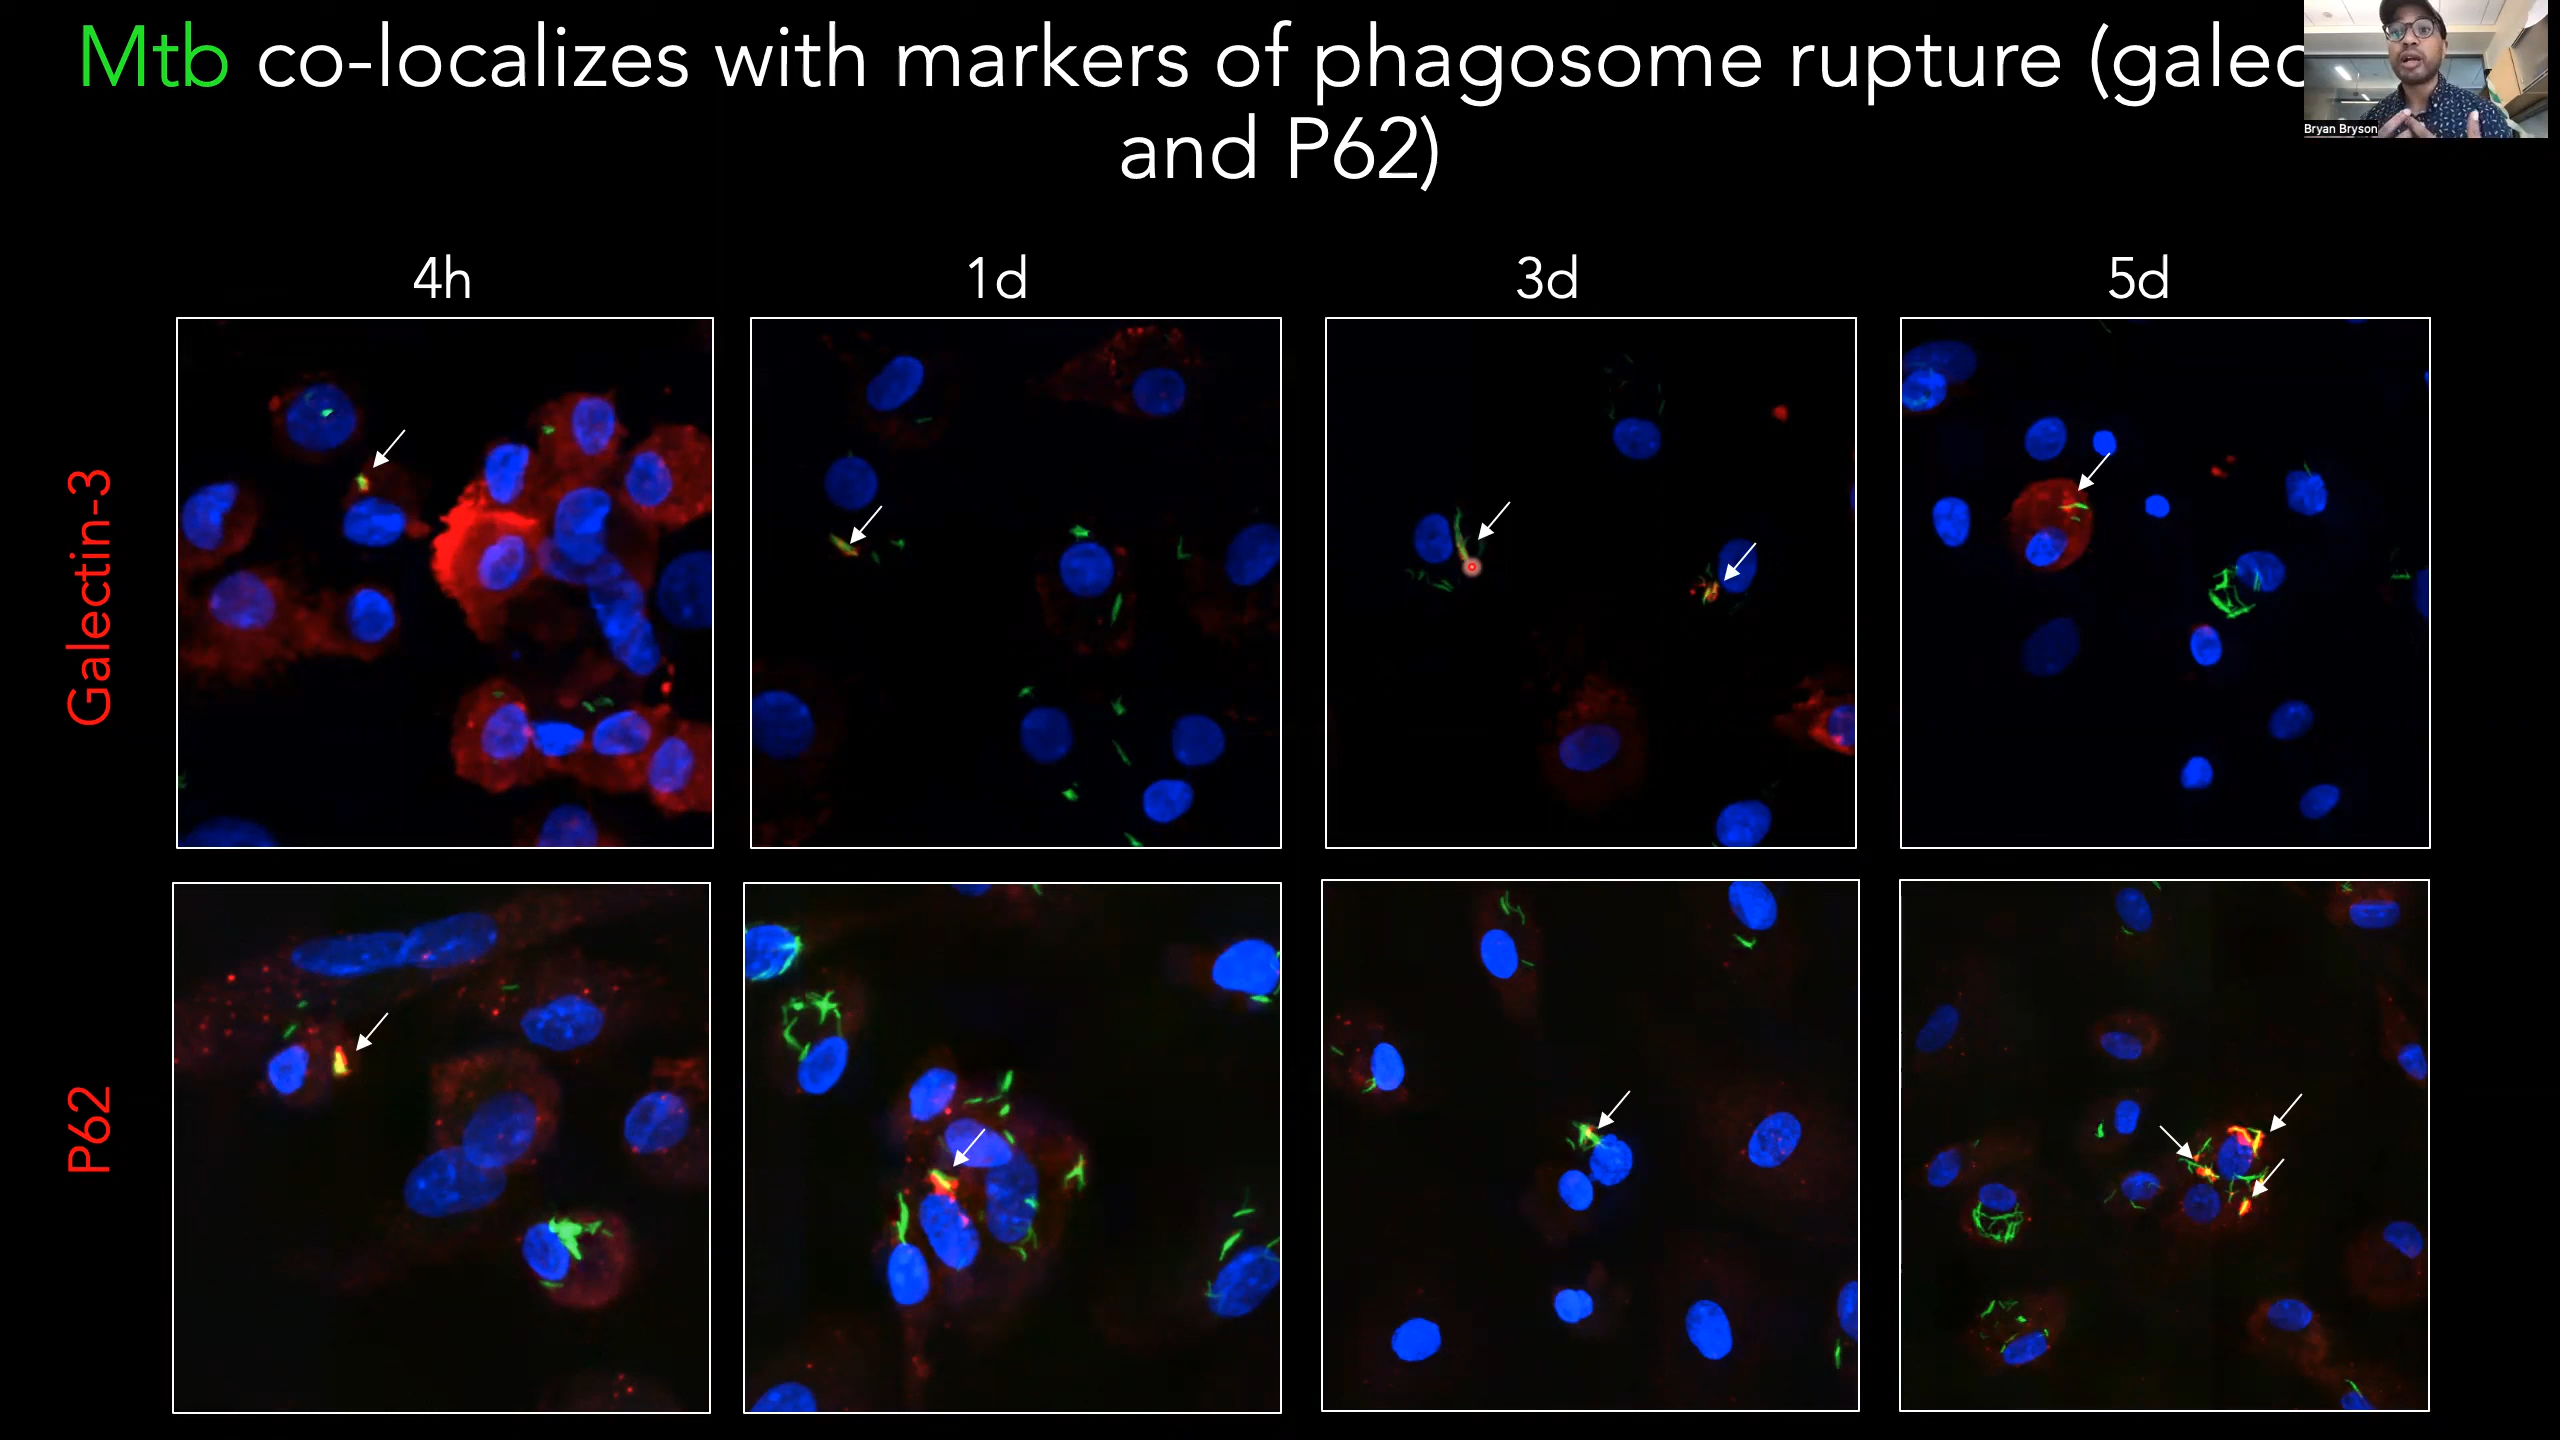 Mtb co-localizes with markers of phagosome rupture
and P62)
Bryan Bryson
4h 1d 3d 5d
Galectin-3
P62